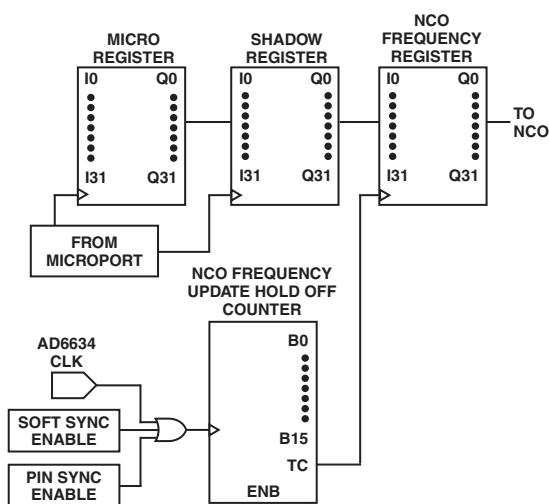 MICRO
REGISTER
I0 Q0
I31 Q31
SHADOW
REGISTER
I0 Q0
I31 Q31
NCO
FREQUENCY
REGISTER
I0 Q0
I31 Q31
TO
NCO
FROM
MICROPORT
NCO FREQUENCY
UPDATE HOLD OFF
COUNTER
B0
B15
TC
ENB
AD6634
CLK
SOFT SYNC
ENABLE
PIN SYNC
ENABLE